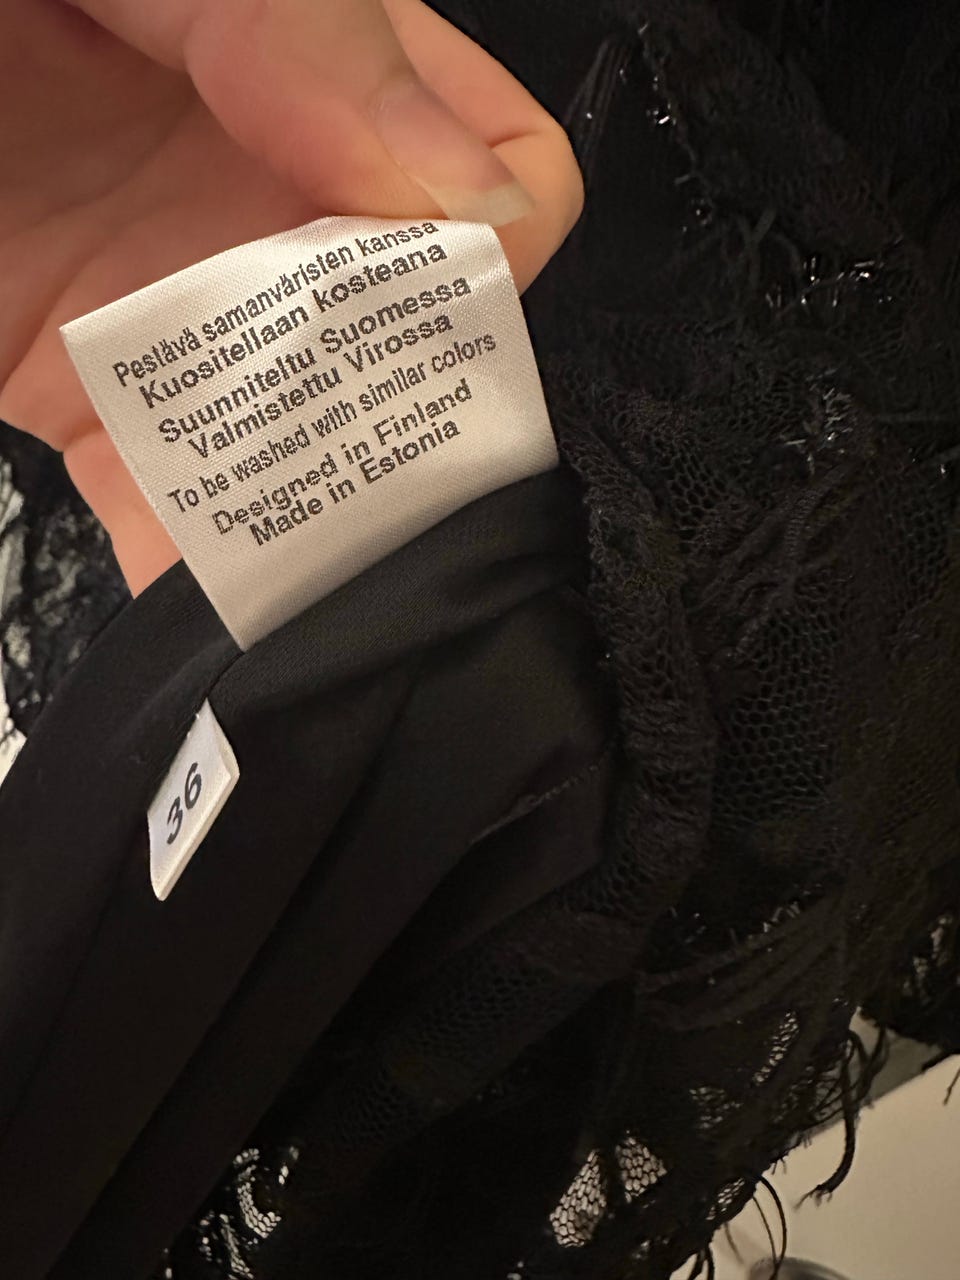 Pestävä samanväristen kanssa
Kuositellaan kosteana
Suunniteltu Suomessa
Valmistettu Virossa
To be washed with similar colors
Designed in Finland
Made in Estonia
36